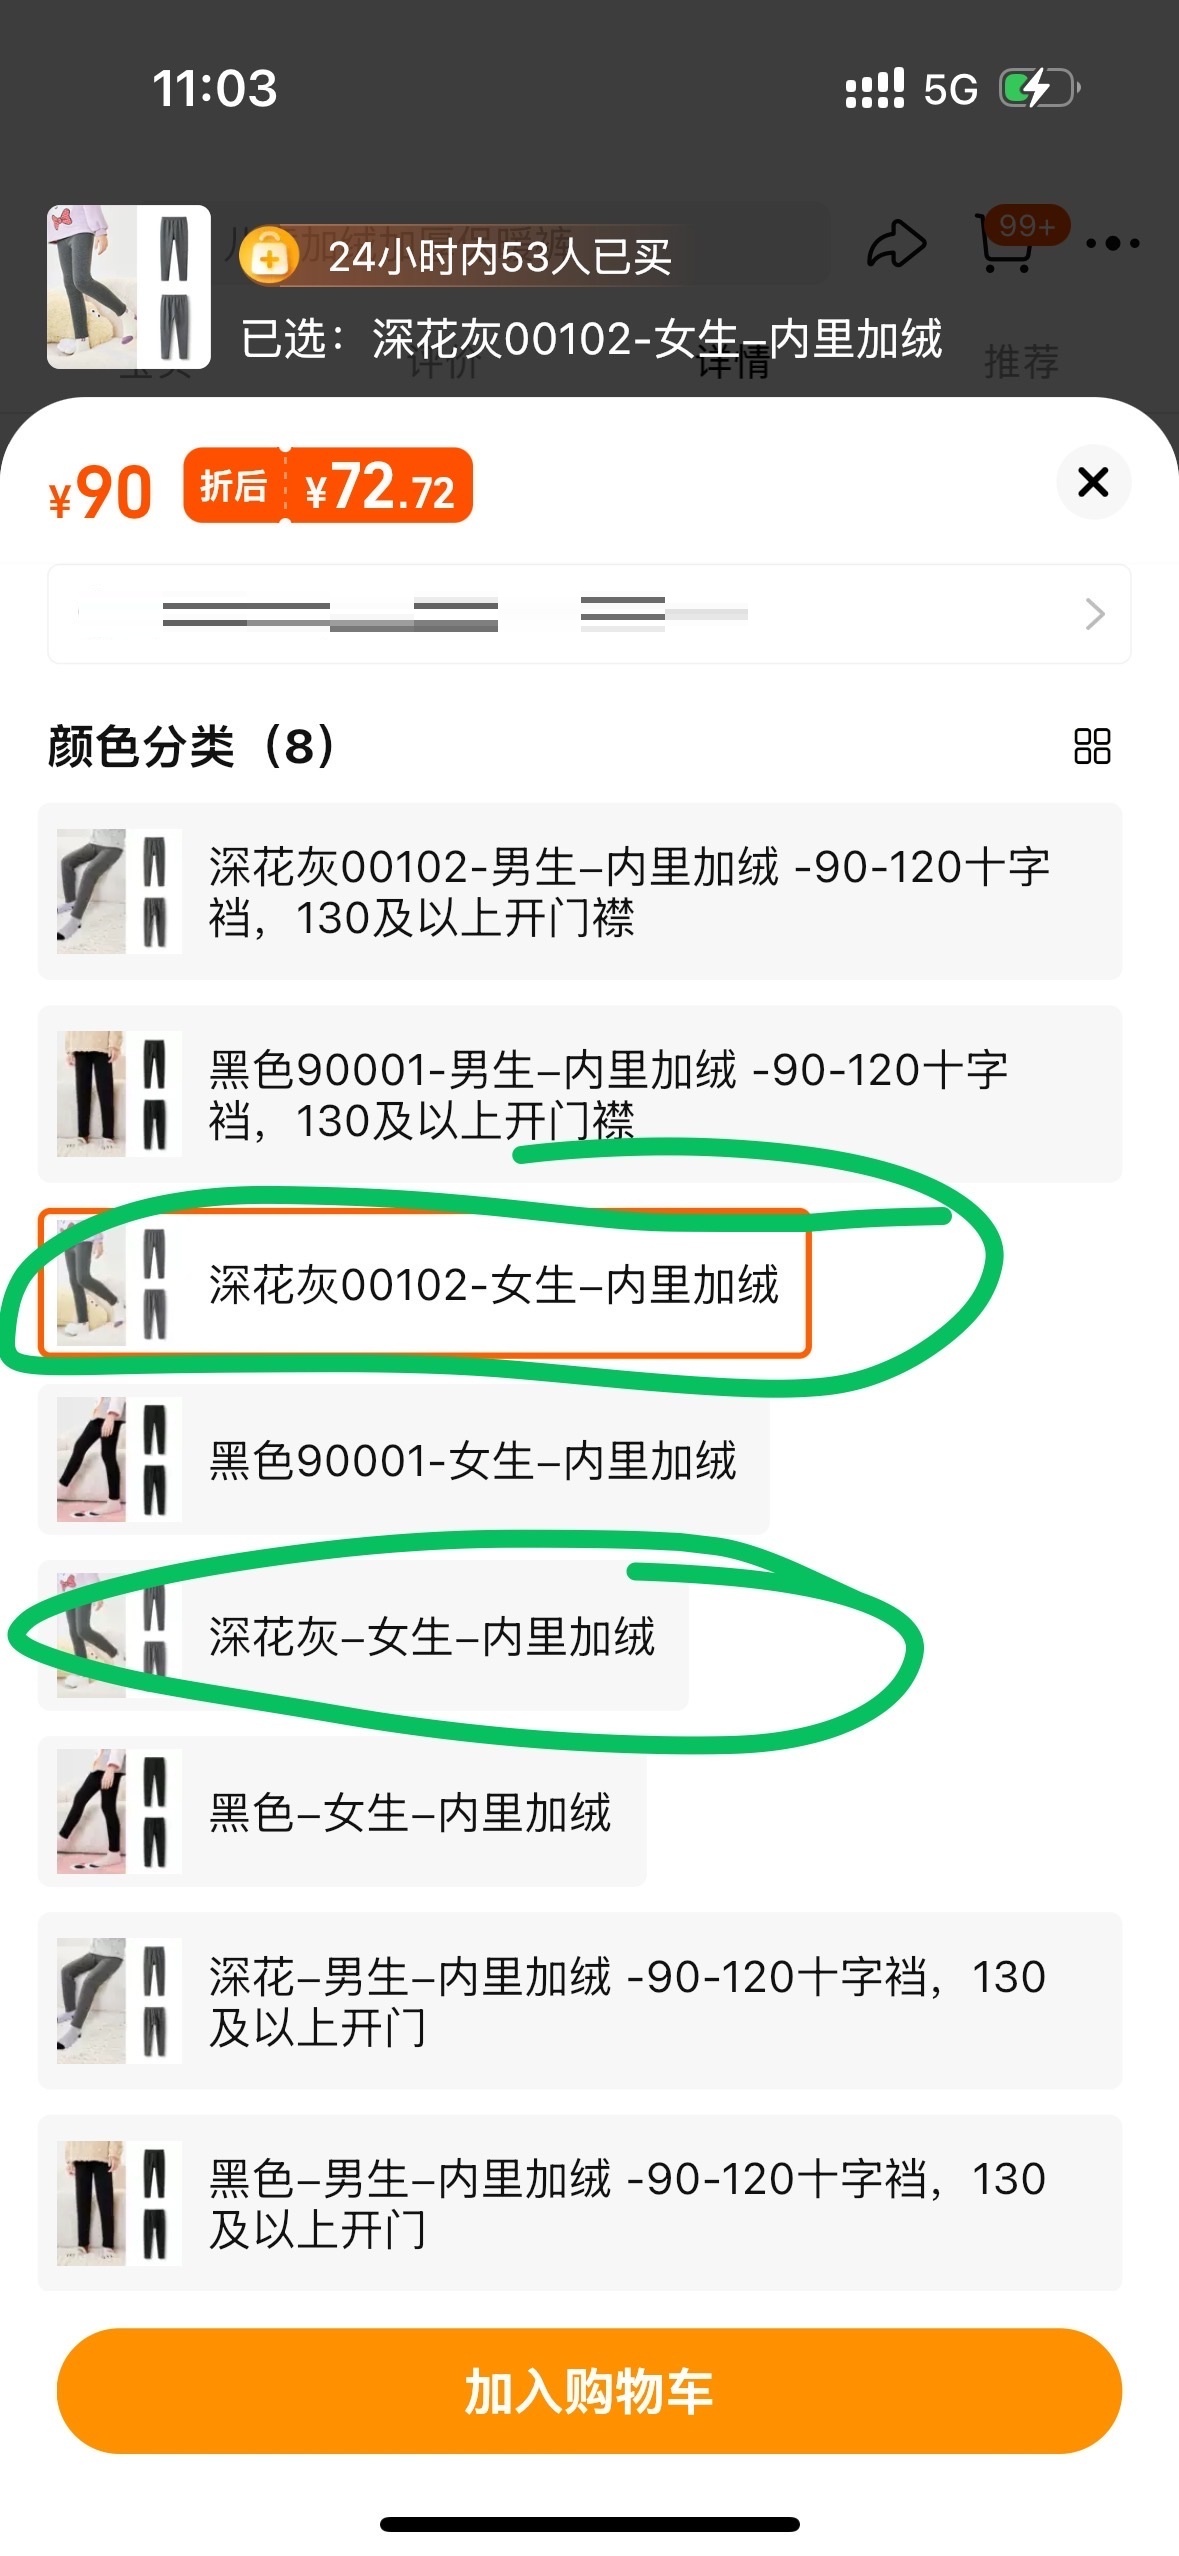 11:03
5G
99+
24小时内53人已买
已选：深花灰00102-女生–内里加绒
评价
详情
推荐
¥90
折后 ¥72.72
颜色分类（8）
深花灰00102-男生–内里加绒 -90-120十字
裆，130及以上开门襟
黑色90001-男生–内里加绒 -90-120十字
裆，130及以上开门襟
深花灰00102-女生–内里加绒
黑色90001-女生–内里加绒
深花灰–女生–内里加绒
黑色–女生–内里加绒
深花–男生–内里加绒 -90-120十字裆，130
及以上开门
黑色–男生–内里加绒 -90-120十字裆，130
及以上开门
加入购物车